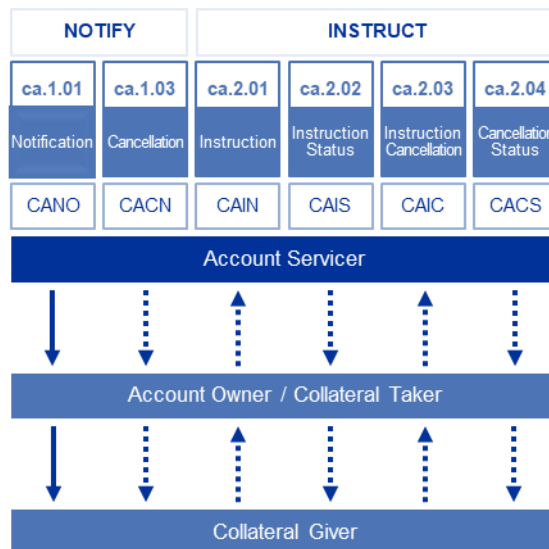 NOTIFY INSTRUCT
ca.1.01 ca.1.03 ca.2.01 ca.2.02 ca.2.03 ca.2.04
Notification Cancellation Instruction Instruction Status Instruction Cancellation Cancellation Status
CANO CACN CAIN CAIS CAIC CACS
Account Servicer
Account Owner / Collateral Taker
Collateral Giver